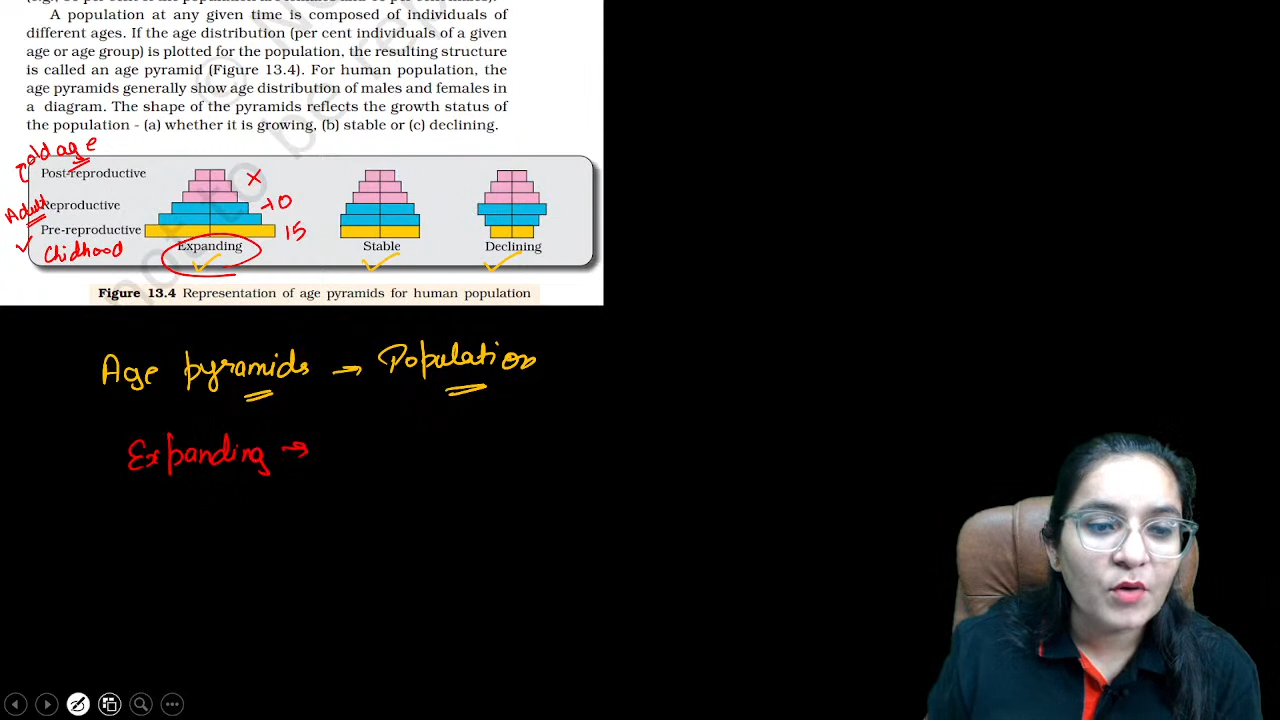 A population at any given time is composed of individuals of
different ages. If the age distribution (per cent individuals of a given
age or age group) is plotted for the population, the resulting structure
is called an age pyramid (Figure 13.4). For human population, the
age pyramids generally show age distribution of males and females in
a diagram. The shape of the pyramids reflects the growth status of
the population - (a) whether it is growing, (b) stable or (c) declining.
old age
Post-reproductive
Adult
Reproductive
10
Pre-reproductive
15
Chidhood
Expanding
Stable
Declining
Figure 13.4 Representation of age pyramids for human population
Age pyramids → Population
Expanding →